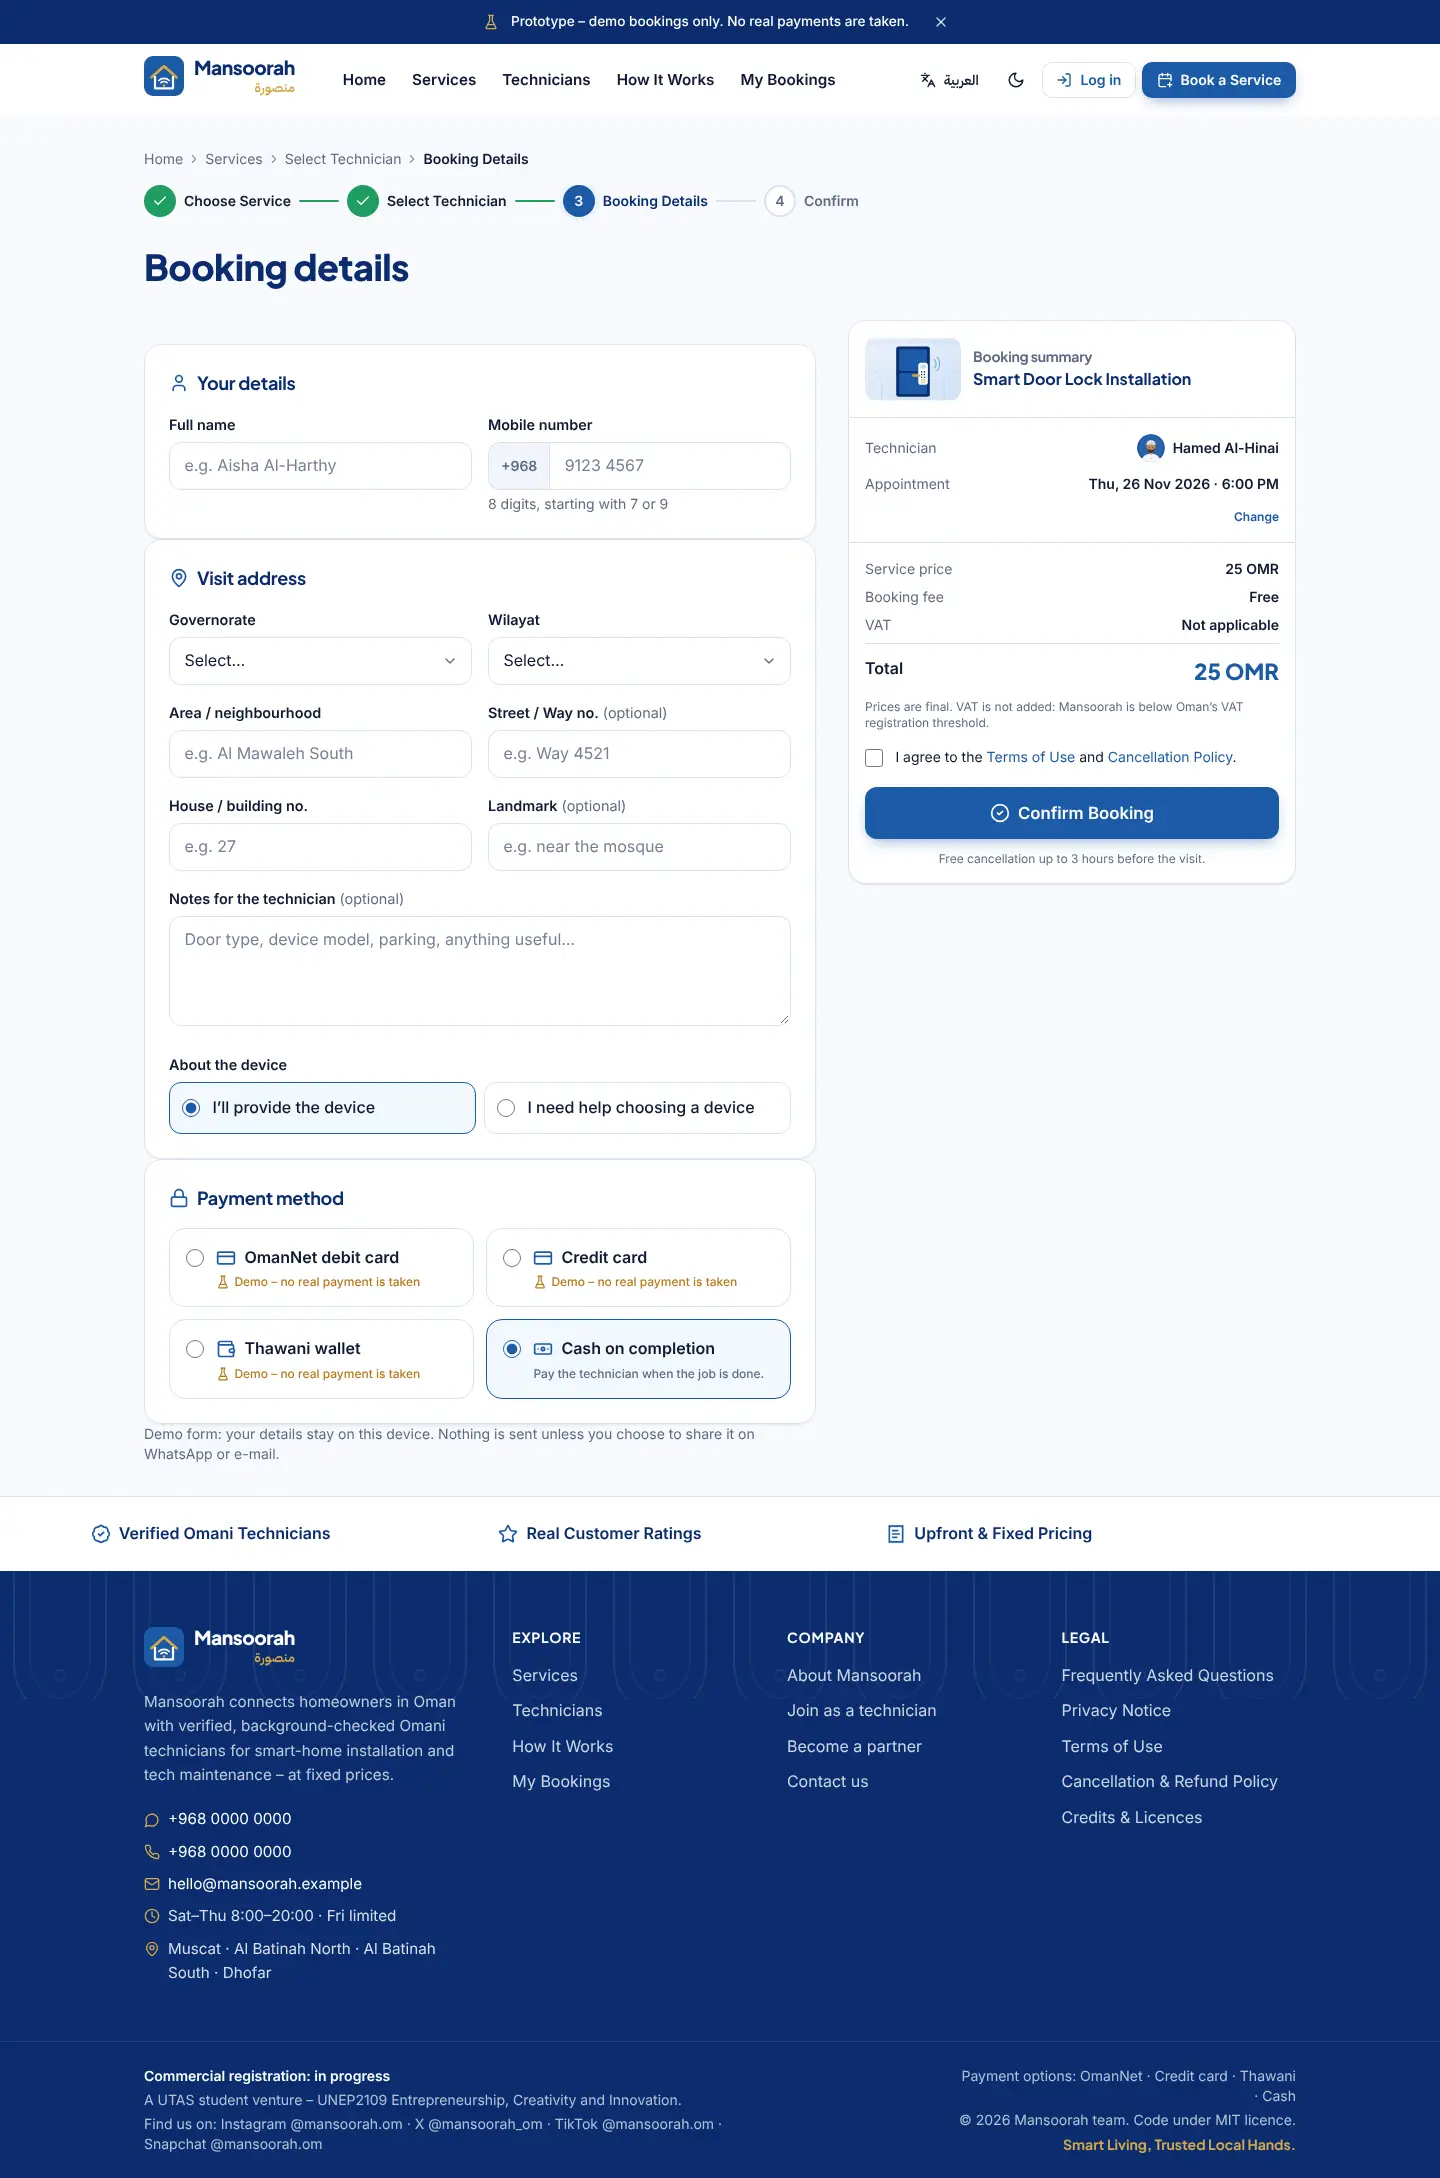 Prototype – demo bookings only. No real payments are taken.
Mansoorah
منصورة
Home
Services
Technicians
How It Works
My Bookings
العربية
Log in
Book a Service
Home
Services
Select Technician
Booking Details
Choose Service
Select Technician
3
Booking Details
4
Confirm
Booking details
Your details
Full name
Mobile number
e.g. Aisha Al-Harthy
+968
9123 4567
8 digits, starting with 7 or 9
Visit address
Governorate
Wilayat
Select...
Select...
Area / neighbourhood
Street / Way no. (optional)
e.g. Al Mawaleh South
e.g. Way 4521
House / building no.
Landmark (optional)
e.g. 27
e.g. near the mosque
Notes for the technician (optional)
Door type, device model, parking, anything useful...
About the device
I’ll provide the device
I need help choosing a device
Payment method
OmanNet debit card
Demo – no real payment is taken
Credit card
Demo – no real payment is taken
Thawani wallet
Demo – no real payment is taken
Cash on completion
Pay the technician when the job is done.
Demo form: your details stay on this device. Nothing is sent unless you choose to share it on
WhatsApp or e-mail.
Booking summary
Smart Door Lock Installation
Technician
Hamed Al-Hinai
Appointment
Thu, 26 Nov 2026 · 6:00 PM
Change
Service price
25 OMR
Booking fee
Free
VAT
Not applicable
Total
25 OMR
Prices are final. VAT is not added: Mansoorah is below Oman’s VAT
registration threshold.
I agree to the Terms of Use and Cancellation Policy.
Confirm Booking
Free cancellation up to 3 hours before the visit.
Verified Omani Technicians
Real Customer Ratings
Upfront & Fixed Pricing
Mansoorah
منصورة
Mansoorah connects homeowners in Oman
with verified, background-checked Omani
technicians for smart-home installation and
tech maintenance – at fixed prices.
+968 0000 0000
+968 0000 0000
hello@mansoorah.example
Sat–Thu 8:00–20:00 · Fri limited
Muscat · Al Batinah North · Al Batinah
South · Dhofar
EXPLORE
Services
Technicians
How It Works
My Bookings
COMPANY
About Mansoorah
Join as a technician
Become a partner
Contact us
LEGAL
Frequently Asked Questions
Privacy Notice
Terms of Use
Cancellation & Refund Policy
Credits & Licences
Commercial registration: in progress
A UTAS student venture – UNEP2109 Entrepreneurship, Creativity and Innovation.
Find us on: Instagram @mansoorah.om · X @mansoorah_om · TikTok @mansoorah.om ·
Snapchat @mansoorah.om
Payment options: OmanNet · Credit card · Thawani
· Cash
© 2026 Mansoorah team. Code under MIT licence.
Smart Living, Trusted Local Hands.